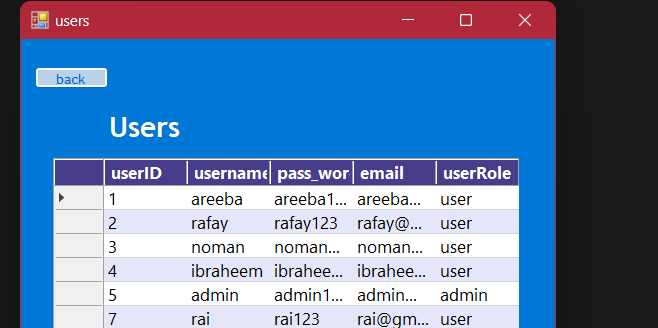 users
back
Users
userID username pass_wor email userRole
1 areeba areeba1... areeba... user
2 rafay rafay123 rafay@... user
3 noman noman... noman... user
4 ibraheem ibrahee... ibrahee... user
5 admin admin1... admin... admin
7 rai rai123 rai@gm... user